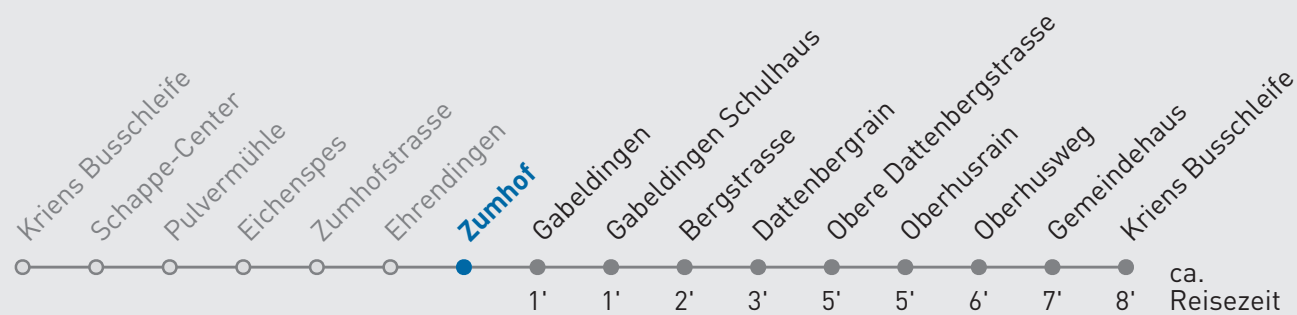 Kriens Busschleife
Schappe-Center
Pulvermühle
Eichenspes
Zumhofstrasse
Ehrendingen
Zumhof
Gabeldingen
Gabeldingen Schulhaus
Bergstrasse
Dattenbergrain
Obere Dattenbergstrasse
Oberhusrain
Oberhusweg
Gemeindehaus
Kriens Busschleife
1' 1' 2' 3' 5' 5' 6' 7' 8'
ca.
Reisezeit